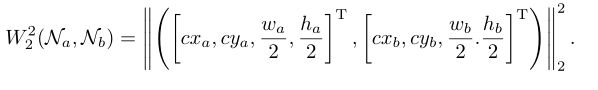 W_2^2(\mathcal{N}_a, \mathcal{N}_b) = \left\| \left( \left[ cx_a, cy_a, \frac{w_a}{2}, \frac{h_a}{2} \right]^{\mathrm{T}}, \left[ cx_b, cy_b, \frac{w_b}{2} . \frac{h_b}{2} \right]^{\mathrm{T}} \right) \right\|_2^2 .